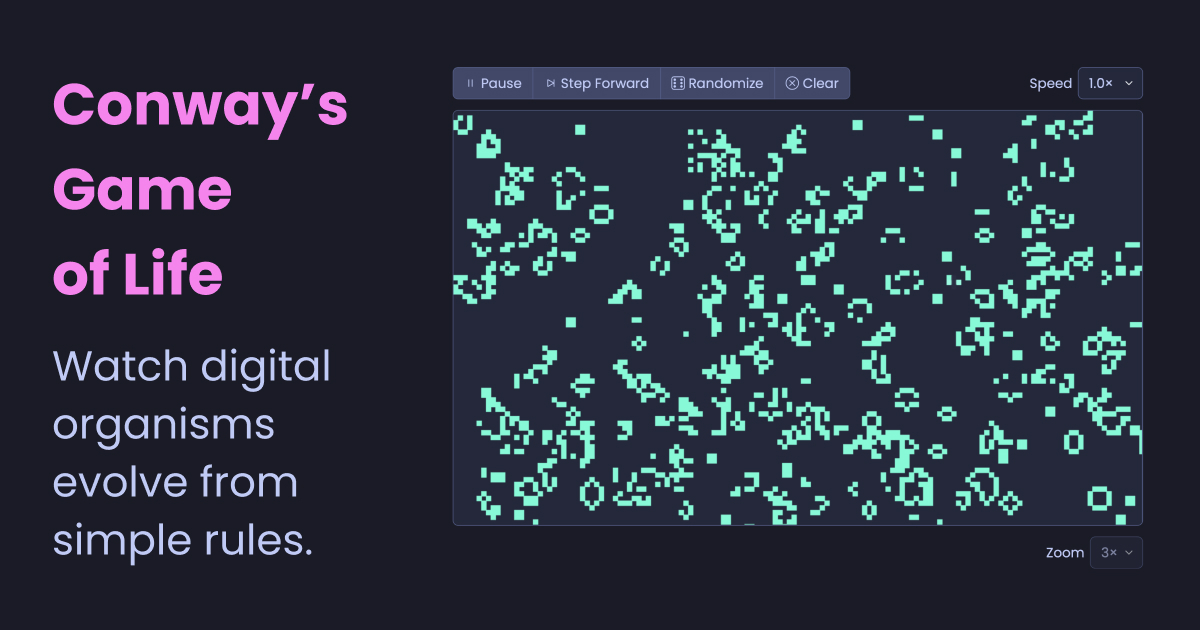 Conway’s
Game
of Life
Watch digital
organisms
evolve from
simple rules.
Pause Step Forward Randomize Clear
Speed 1.0×
Zoom 3×